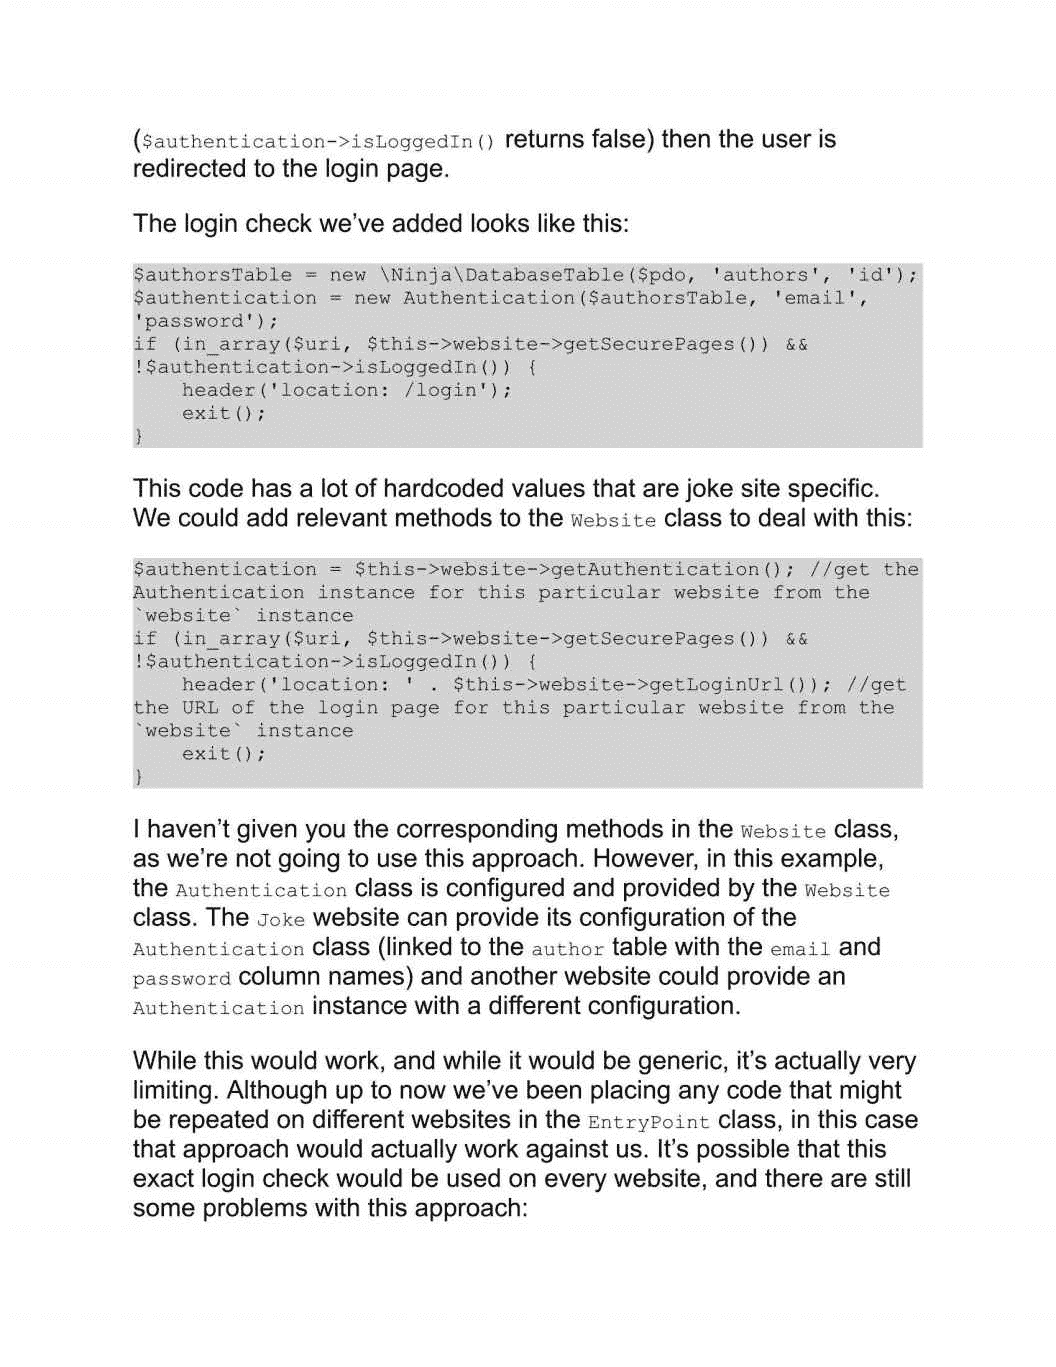 ($authentication->isLoggedIn() returns false) then the user is
redirected to the login page.
The login check we've added looks like this:
$authorsTable = new \Ninja\DatabaseTable($pdo, 'authors', 'id');
$authentication = new Authentication($authorsTable, 'email',
'password');
if (in_array($uri, $this->website->getSecurePages()) &&
!$authentication->isLoggedIn()) {
    header('location: /login');
    exit();
}
This code has a lot of hardcoded values that are joke site specific.
We could add relevant methods to the Website class to deal with this:
$authentication = $this->website->getAuthentication(); //get the
Authentication instance for this particular website from the
`website` instance
if (in_array($uri, $this->website->getSecurePages()) &&
!$authentication->isLoggedIn()) {
    header('location: ' . $this->website->getLoginUrl()); //get
the URL of the login page for this particular website from the
`website` instance
    exit();
}
I haven't given you the corresponding methods in the Website class,
as we're not going to use this approach. However, in this example,
the Authentication class is configured and provided by the Website
class. The Joke website can provide its configuration of the
Authentication class (linked to the author table with the email and
password column names) and another website could provide an
Authentication instance with a different configuration.
While this would work, and while it would be generic, it's actually very
limiting. Although up to now we've been placing any code that might
be repeated on different websites in the EntryPoint class, in this case
that approach would actually work against us. It's possible that this
exact login check would be used on every website, and there are still
some problems with this approach: